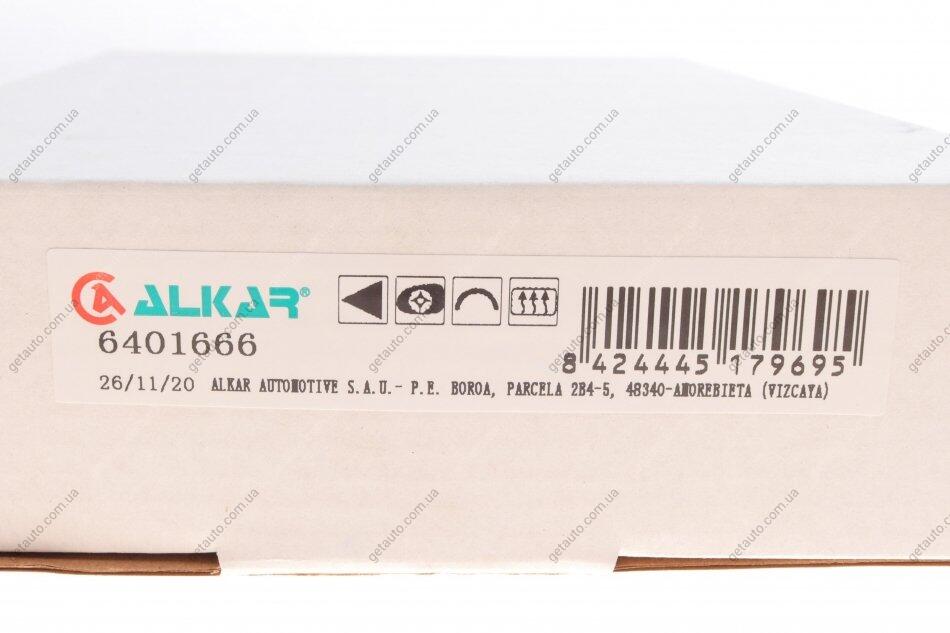 ALKAR®
6401666
8 424445 179695
26/11/20 ALKAR AUTOMOTIVE S.A.U.- P.E. BOROA, PARCELA 2B4-5, 48340-AMOREBIETA (VIZCAYA)
getauto.com.ua